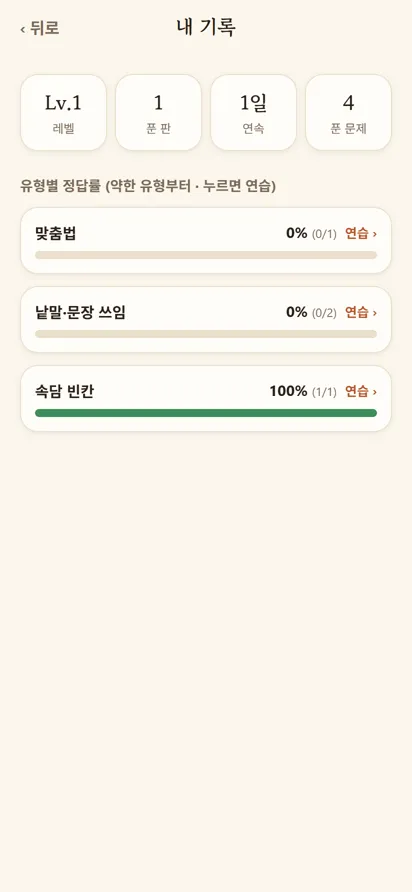 ‹ 뒤로 내 기록
Lv.1 1 1일 4
레벨 푼 판 연속 푼 문제
유형별 정답률 (약한 유형부터 · 누르면 연습)
맞춤법 0% (0/1) 연습 ›
낱말·문장 쓰임 0% (0/2) 연습 ›
속담 빈칸 100% (1/1) 연습 ›